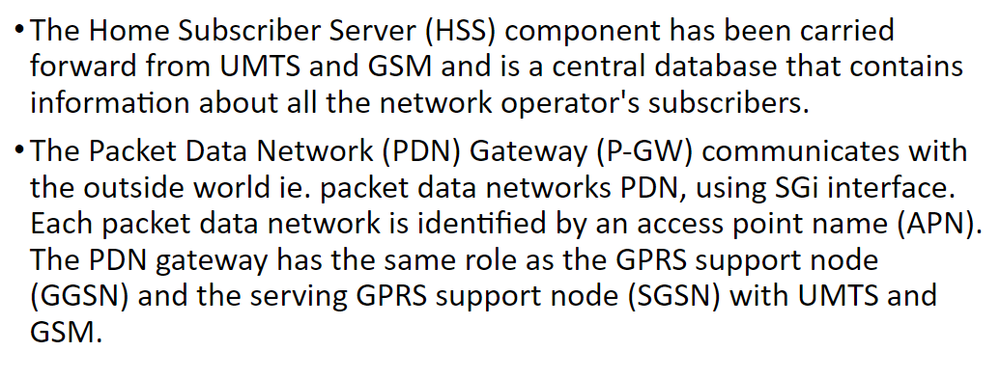 • The Home Subscriber Server (HSS) component has been carried
forward from UMTS and GSM and is a central database that contains
information about all the network operator's subscribers.
• The Packet Data Network (PDN) Gateway (P-GW) communicates with
the outside world ie. packet data networks PDN, using SGi interface.
Each packet data network is identified by an access point name (APN).
The PDN gateway has the same role as the GPRS support node
(GGSN) and the serving GPRS support node (SGSN) with UMTS and
GSM.